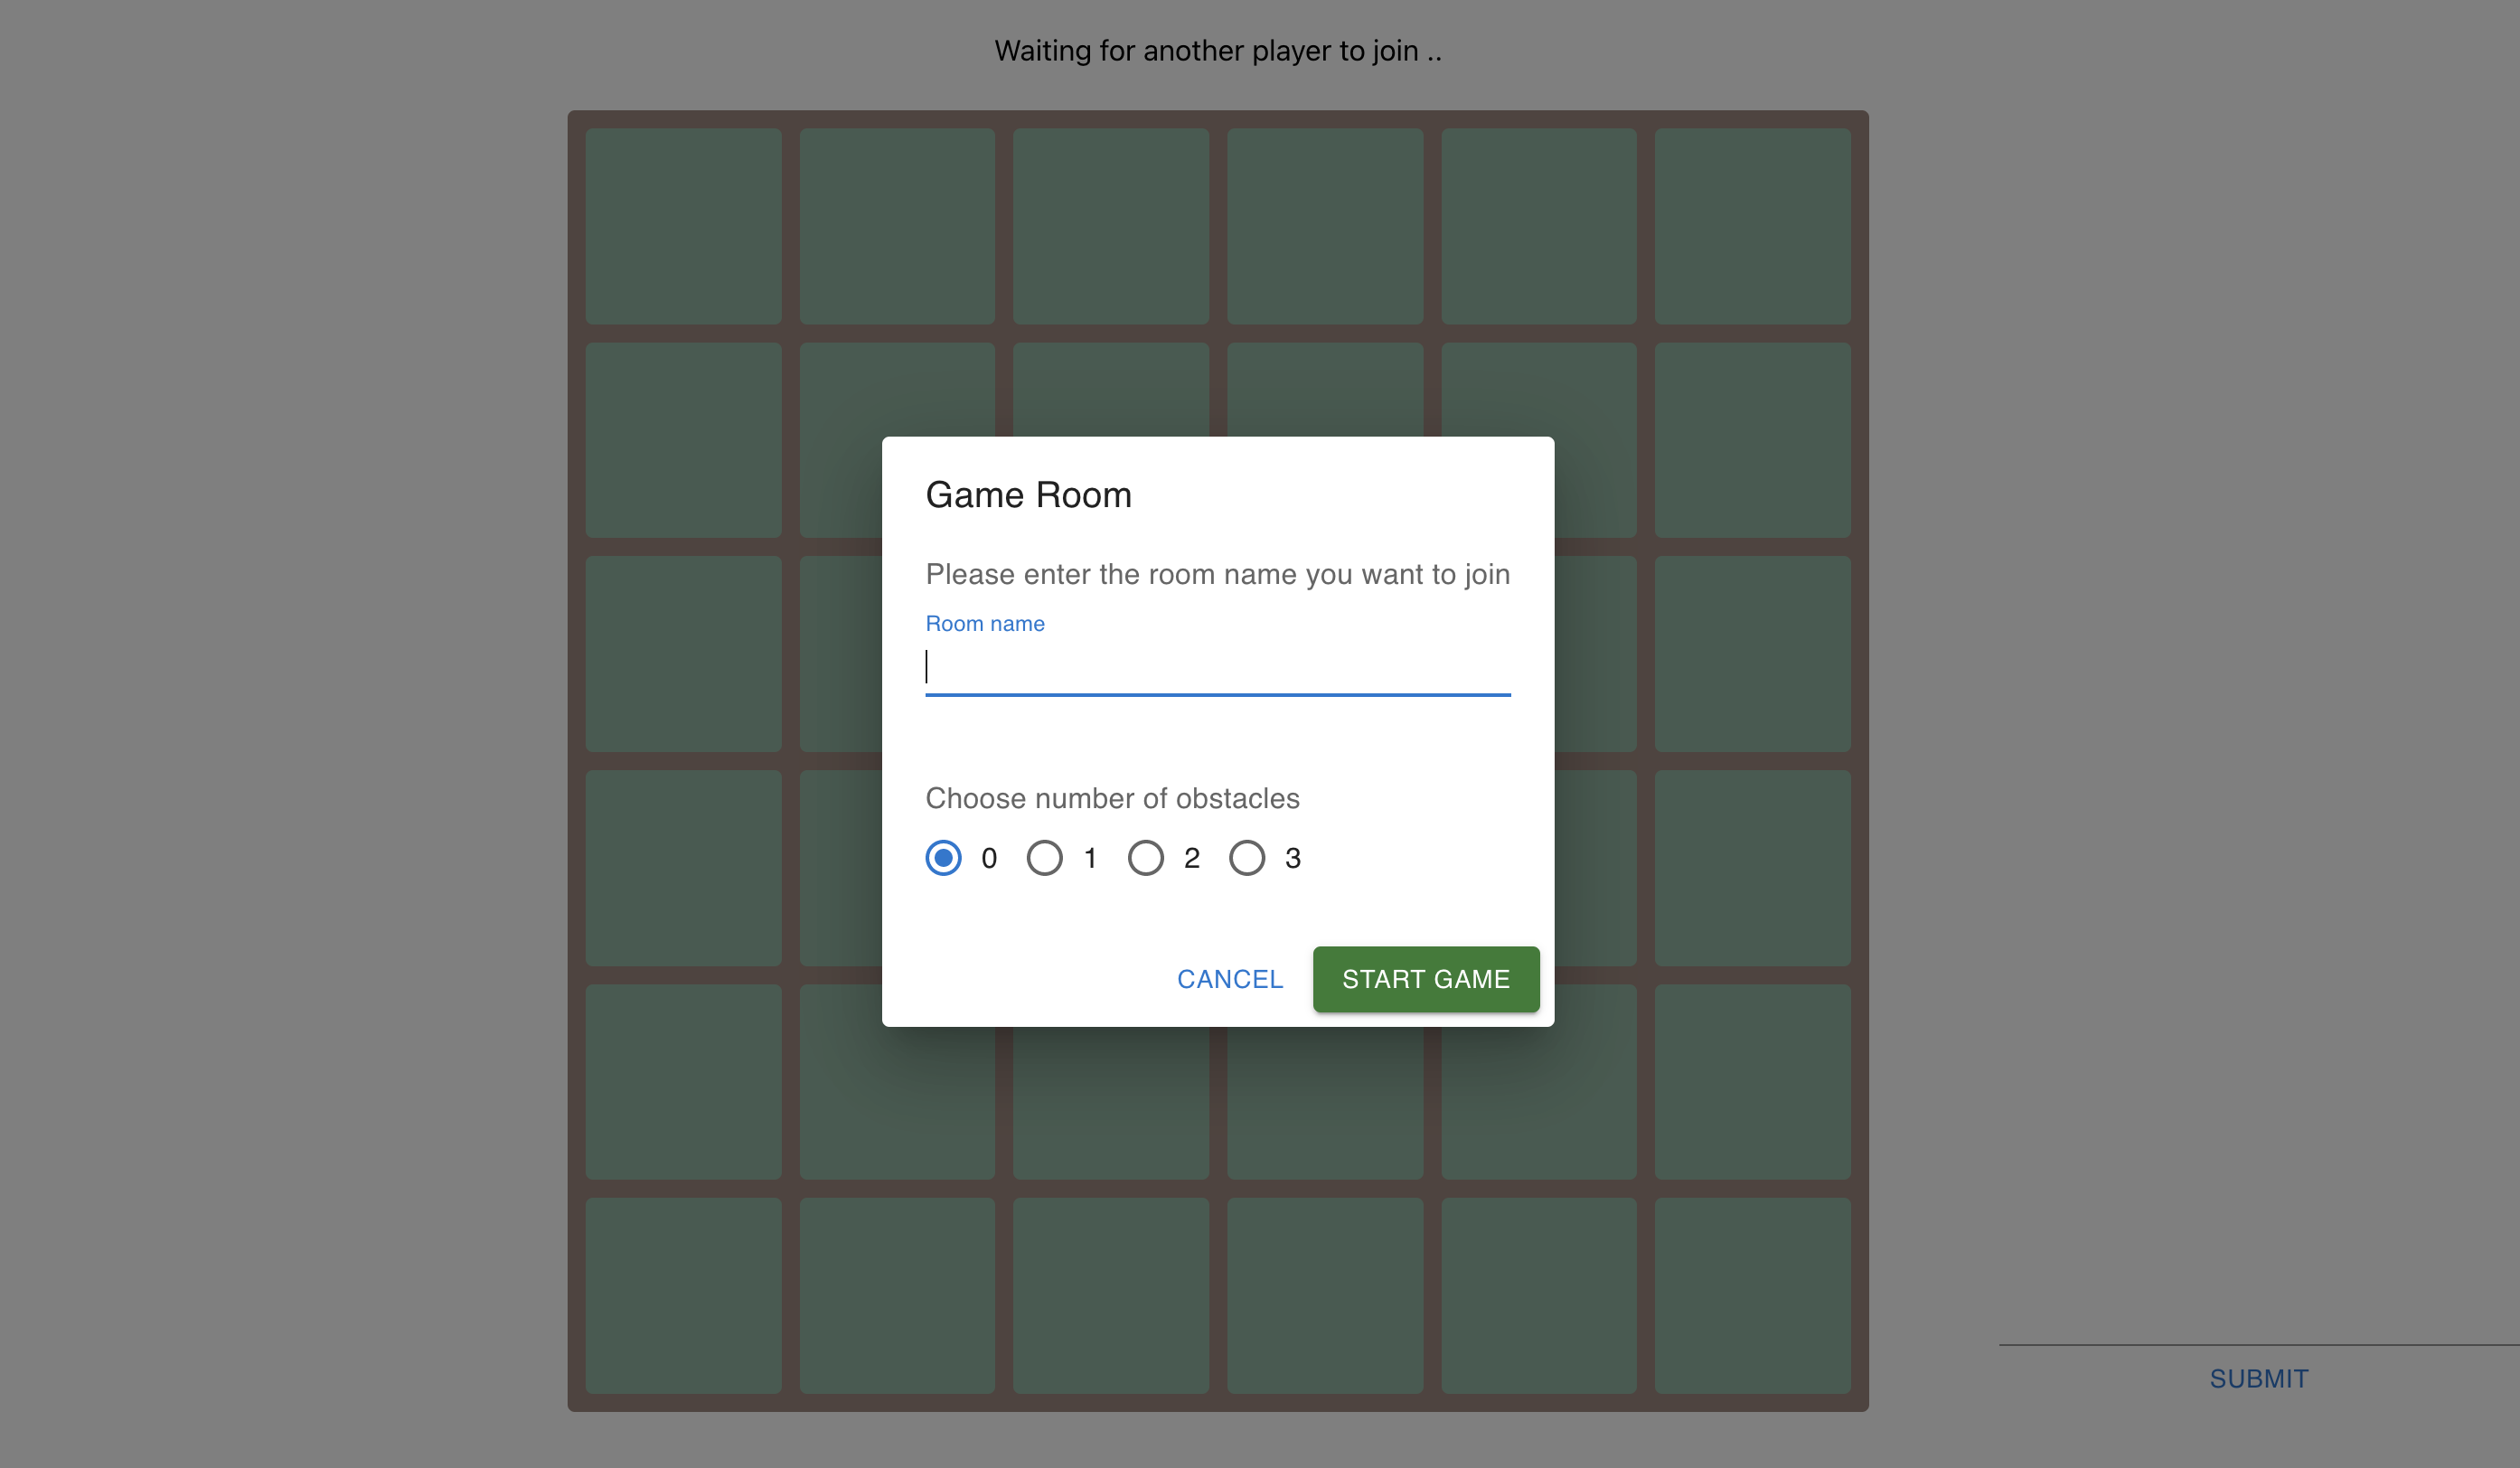 Waiting for another player to join ..
Game Room
Please enter the room name you want to join
Room name
Choose number of obstacles
0 1 2 3
CANCEL START GAME
SUBMIT